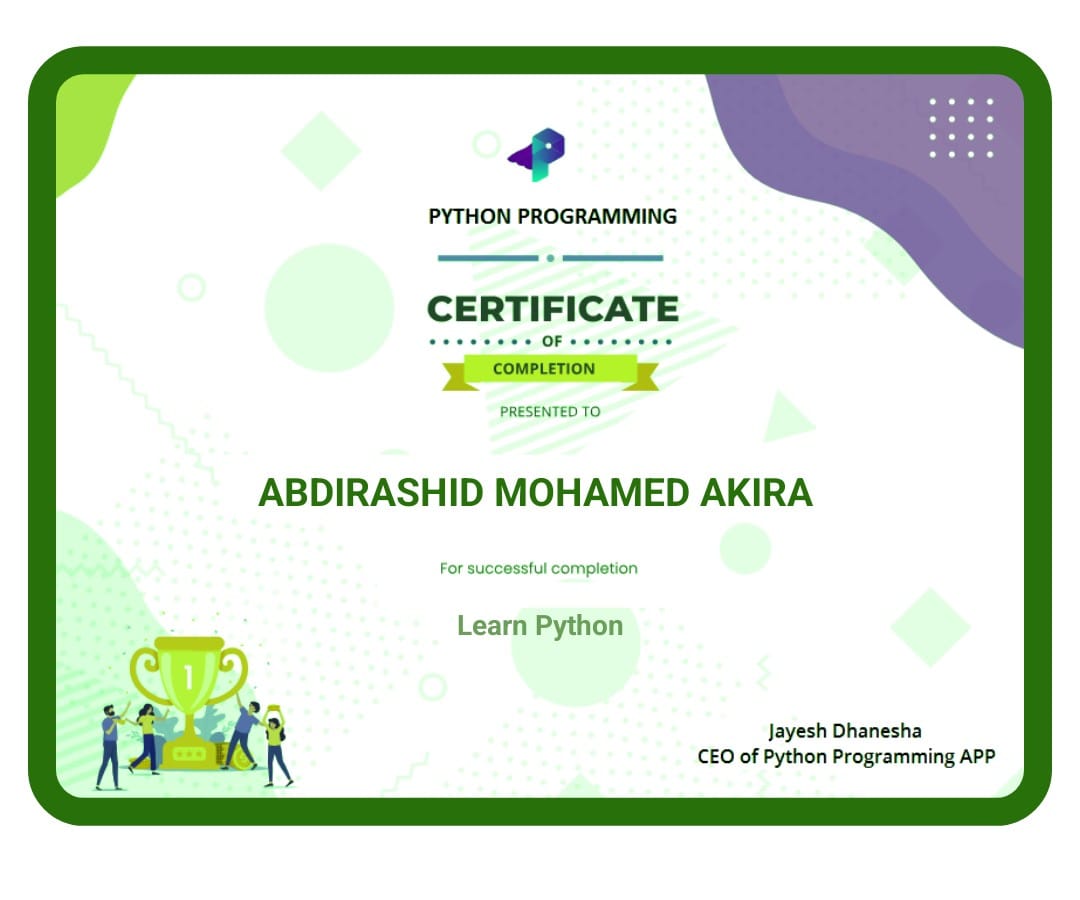 PYTHON PROGRAMMING
CERTIFICATE
OF
COMPLETION
PRESENTED TO
ABDIRASHID MOHAMED AKIRA
For successful completion
Learn Python
1
Jayesh Dhanesha
CEO of Python Programming APP